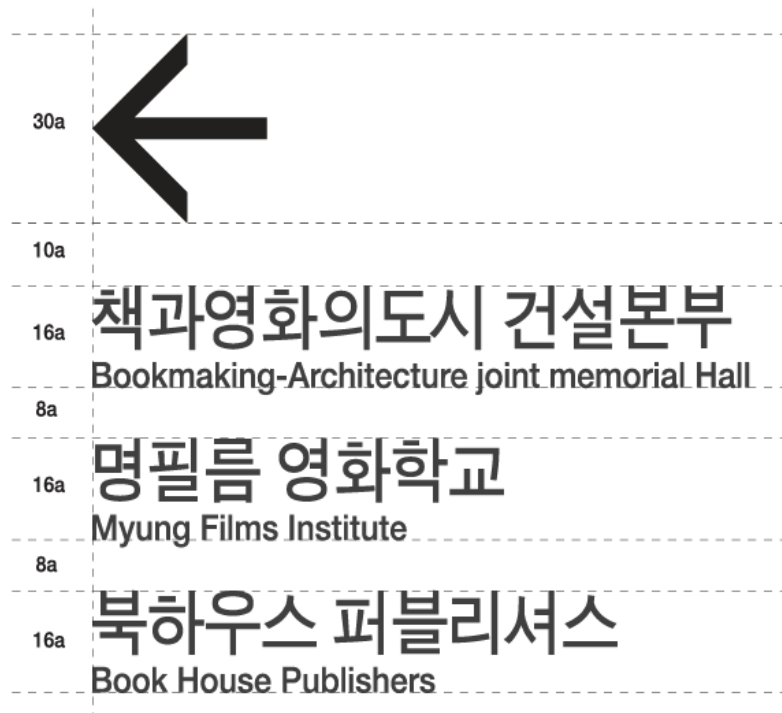 30a
10a
16a
책과영화의도시 건설본부
Bookmaking-Architecture joint memorial Hall
8a
16a
명필름 영화학교
Myung Films Institute
8a
16a
북하우스 퍼블리셔스
Book House Publishers